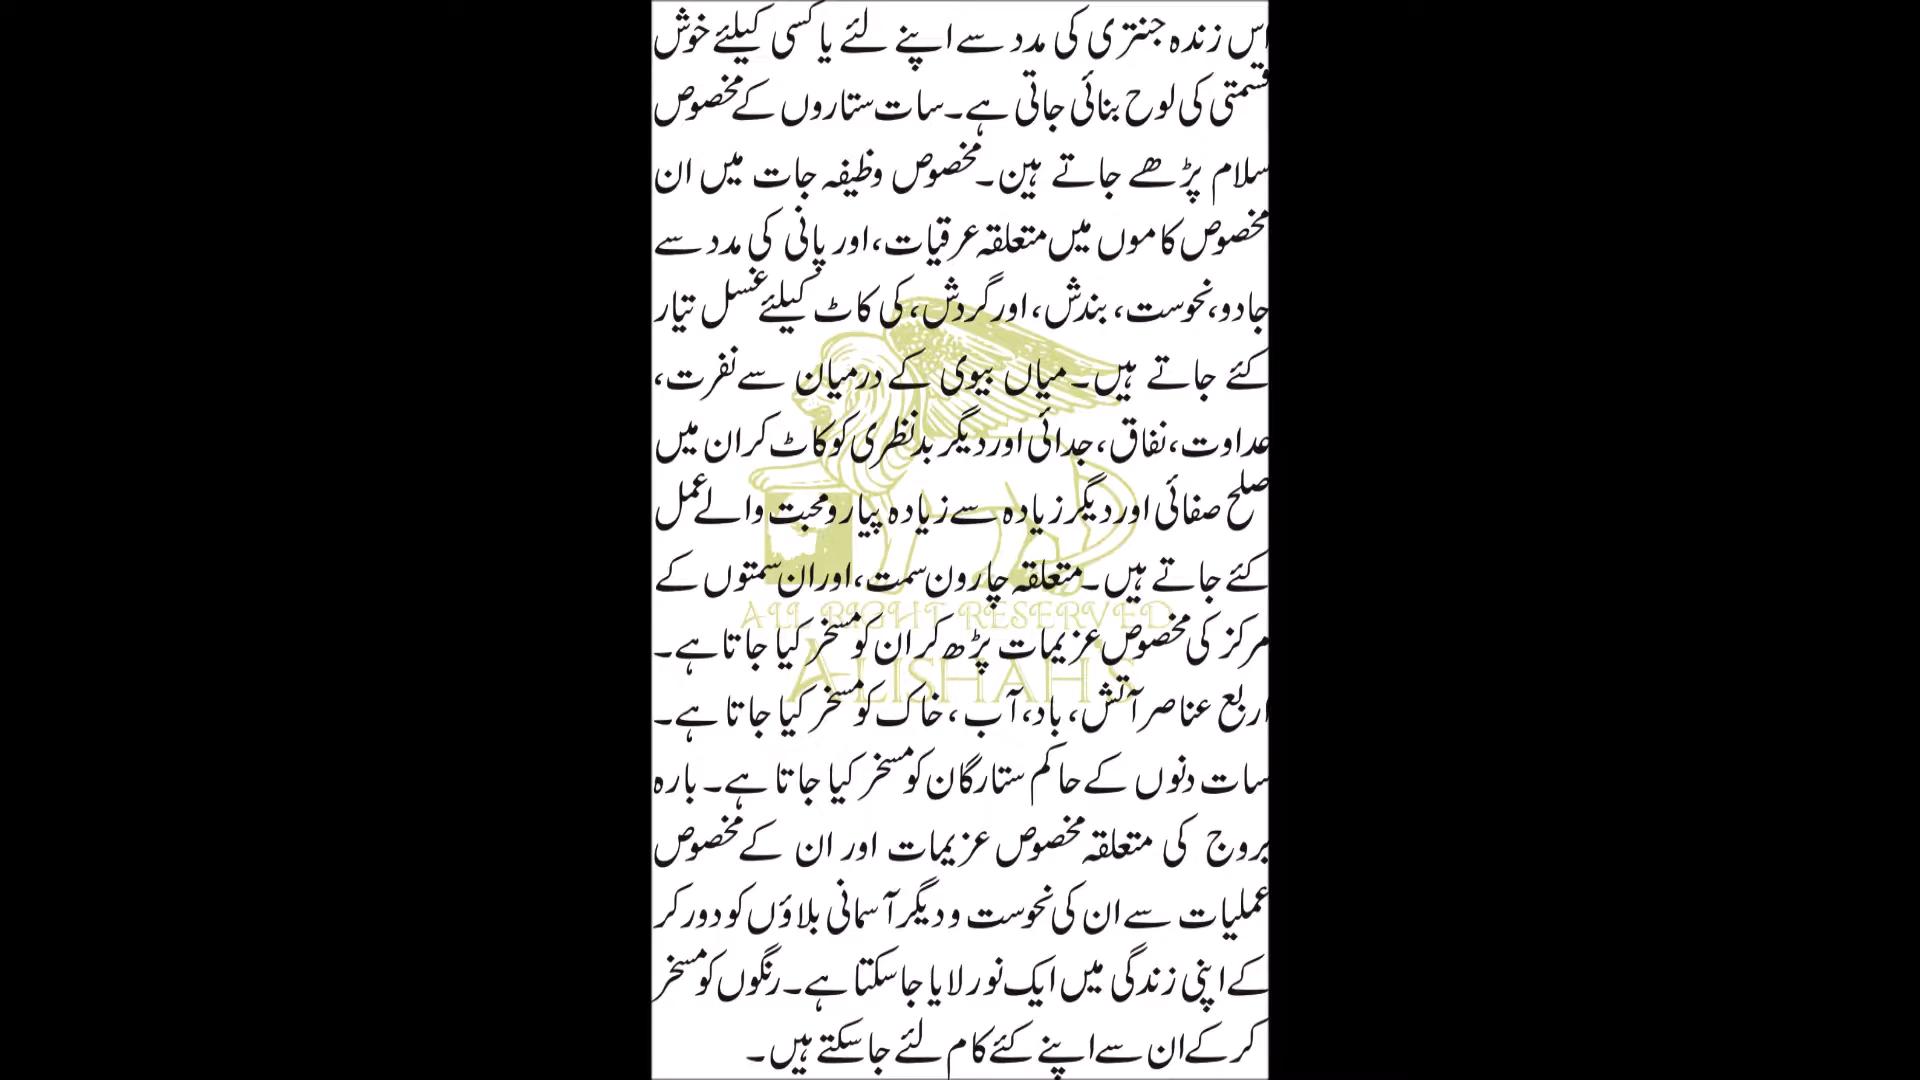 اس زندہ جنتری کی مدد سے اپنے لئے یا کسی کیلئے خوش
قسمتی کی لوح بنائی جاتی ہے۔ سات ستاروں کے مخصوص
سلام پڑھے جاتے ہین۔ مخصوص وظیفہ جات میں ان
مخصوص کاموں میں متعلقہ عرقیات، اور پانی کی مدد سے
جادو، نحوست، بندش، اور گردش، کی کاٹ کیلئے غسل تیار
کئے جاتے ہیں۔ میاں بیوی کے درمیان سے نفرت،
عداوت، نفاق، جدائی اور دیگر بدنظری کو کاٹ کر ان میں
صلح صفائی اور دیگر زیادہ سے زیادہ پیار و محبت والے عمل
کئے جاتے ہیں۔ متعلقہ چارون سمت، اور ان سمتوں کے
مرکز کی مخصوص عزیمات پڑھ کر ان کو مسخر کیا جاتا ہے۔
اربع عناصر آتش، باد، آب، خاک کو مسخر کیا جاتا ہے۔
سات دنوں کے حاکم ستارگان کو مسخر کیا جاتا ہے۔ بارہ
بروج کی متعلقہ مخصوص عزیمات اور ان کے مخصوص
عملیات سے ان کی نحوست و دیگر آسمانی بلاؤں کو دور کر
کے اپنی زندگی میں ایک نور لایا جاسکتا ہے۔ رنگوں کو مسخر
کر کے ان سے اپنے کئے کام لئے جاسکتے ہیں۔
ALL RIGHT RESERVED
ALISHAH'S